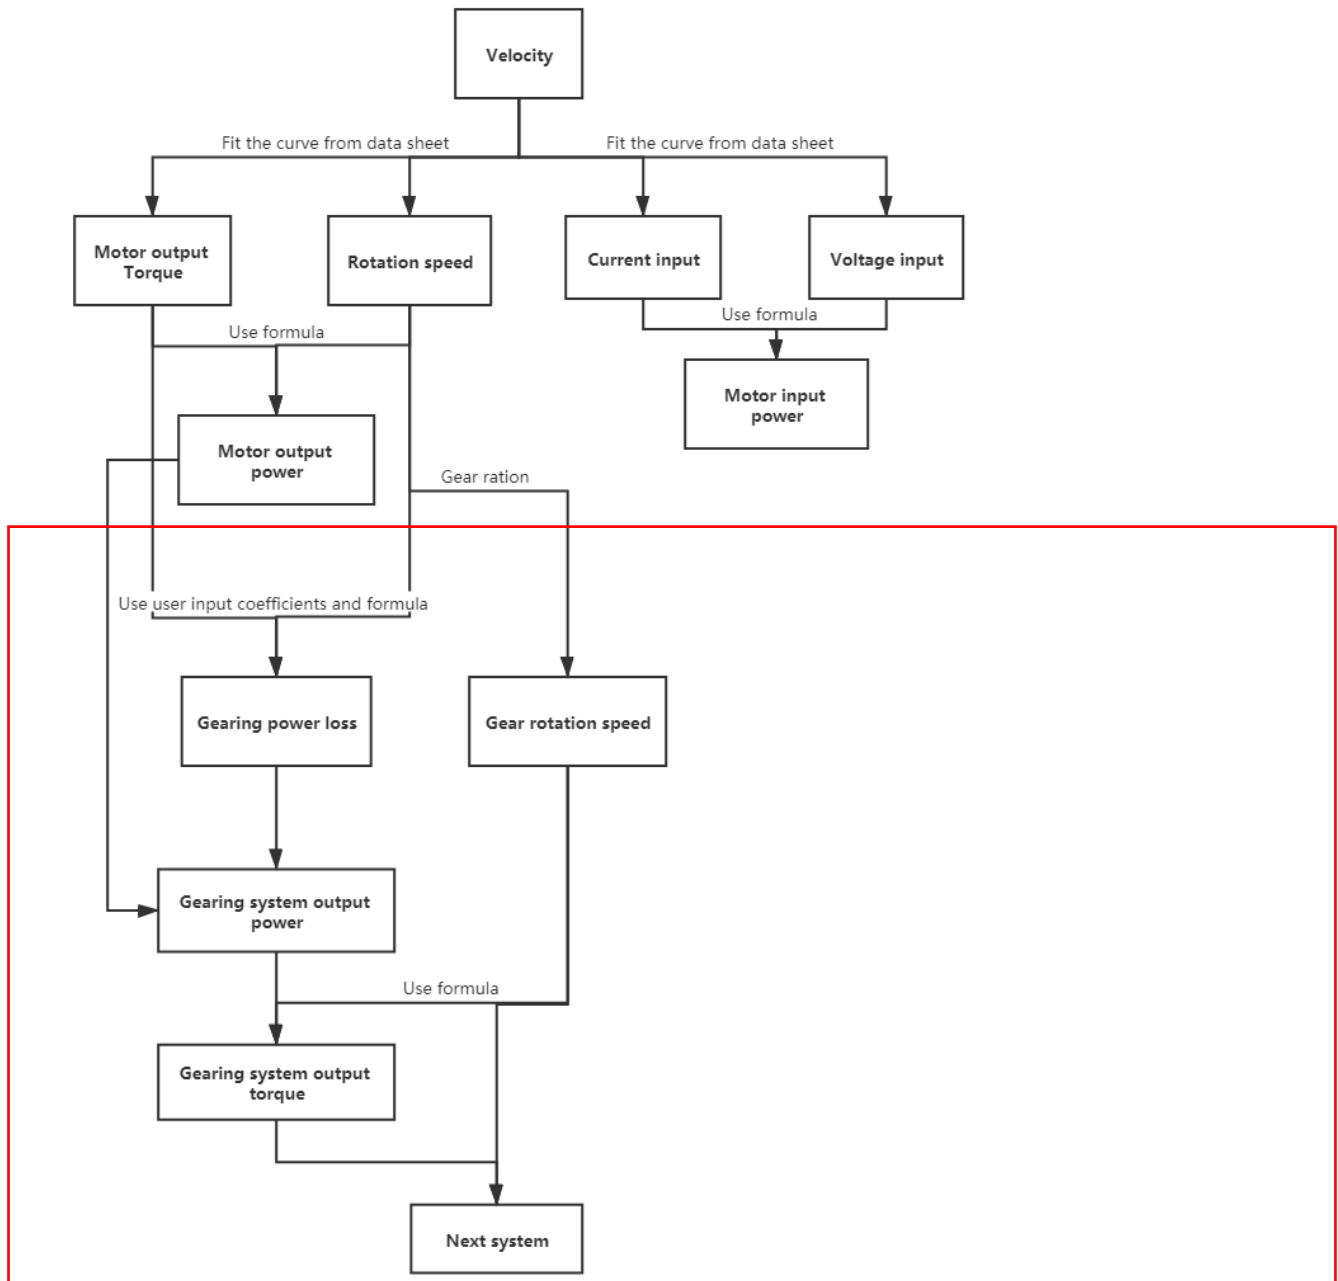 Velocity
Fit the curve from data sheet
Fit the curve from data sheet
Motor output
Torque
Rotation speed
Current input
Voltage input
Use formula
Use formula
Motor input
power
Motor output
power
Gear ration
Use user input coefficients and formula
Gearing power loss
Gear rotation speed
Gearing system output
power
Use formula
Gearing system output
torque
Next system